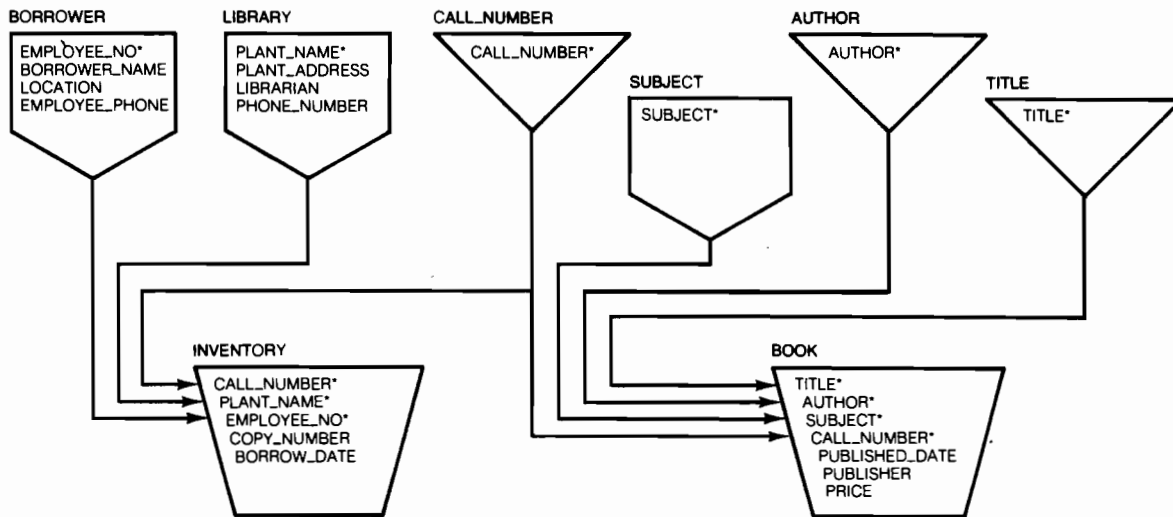 BORROWER
EMPLOYEE_NO*
BORROWER_NAME
LOCATION
EMPLOYEE_PHONE
LIBRARY
PLANT_NAME*
PLANT_ADDRESS
LIBRARIAN
PHONE_NUMBER
CALL_NUMBER
CALL_NUMBER*
SUBJECT
SUBJECT*
AUTHOR
AUTHOR*
TITLE
TITLE*
INVENTORY
CALL_NUMBER*
PLANT_NAME*
EMPLOYEE_NO*
COPY_NUMBER
BORROW_DATE
BOOK
TITLE*
AUTHOR*
SUBJECT*
CALL_NUMBER*
PUBLISHED_DATE
PUBLISHER
PRICE